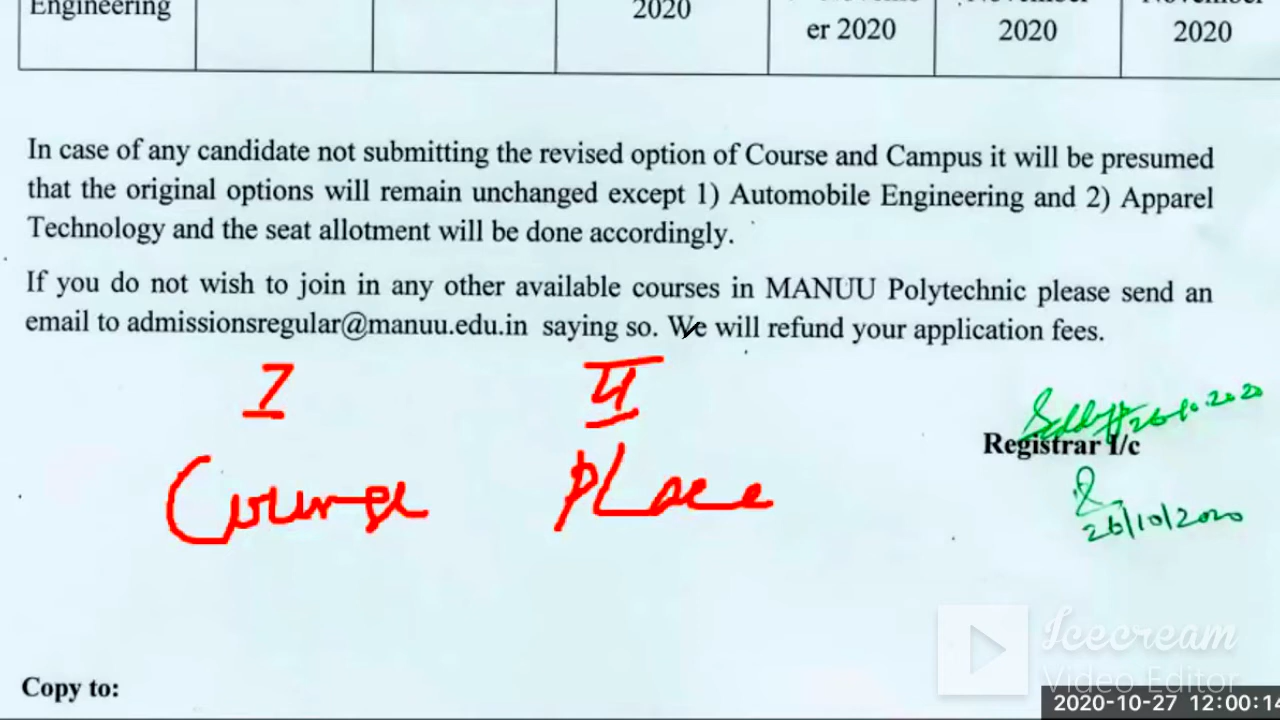 Engineering
2020
er 2020
2020
2020
In case of any candidate not submitting the revised option of Course and Campus it will be presumed
that the original options will remain unchanged except 1) Automobile Engineering and 2) Apparel
Technology and the seat allotment will be done accordingly.
If you do not wish to join in any other available courses in MANUU Polytechnic please send an
email to admissionsregular@manuu.edu.in saying so. We will refund your application fees.
I II
Course Place
26-10-2020
Registrar I/c
26/10/2020
Icecream
Video Editor
Copy to:
2020-10-27 12:00:14